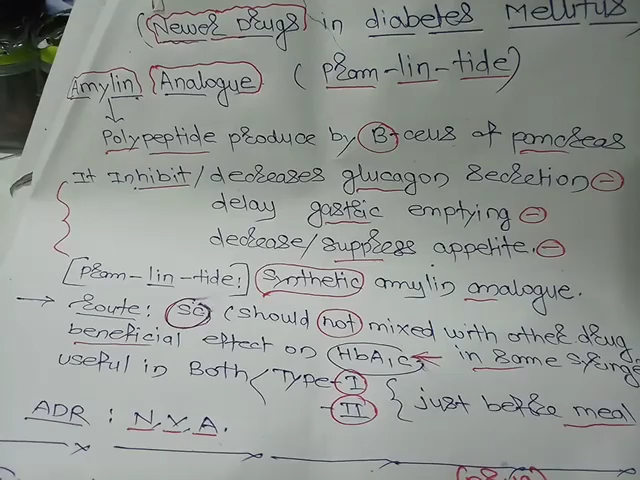 (Newer Drugs in diabetes Mellitus
Amylin Analogue (pram-lin-tide)
Polypeptide produce by B-cells of pancreas
It Inhibit/decreases glucagon secretion -
delay gastric emptying -
decrease/suppress appetite. -
[pram-lin-tide:] Synthetic amylin analogue.
→ Route: SC (should not mixed with other drug
beneficial effect on HbA1c ← in same syringe
useful in Both < Type-I
-II { just before meal
ADR : N.V.A.